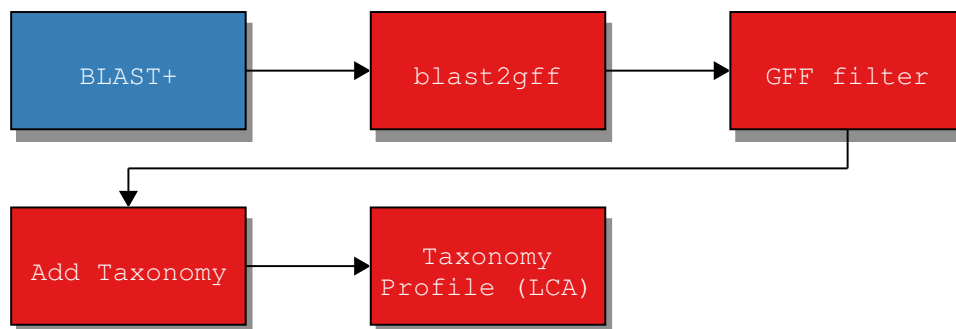 BLAST+
blast2gff
GFF filter
Add Taxonomy
Taxonomy
Profile (LCA)